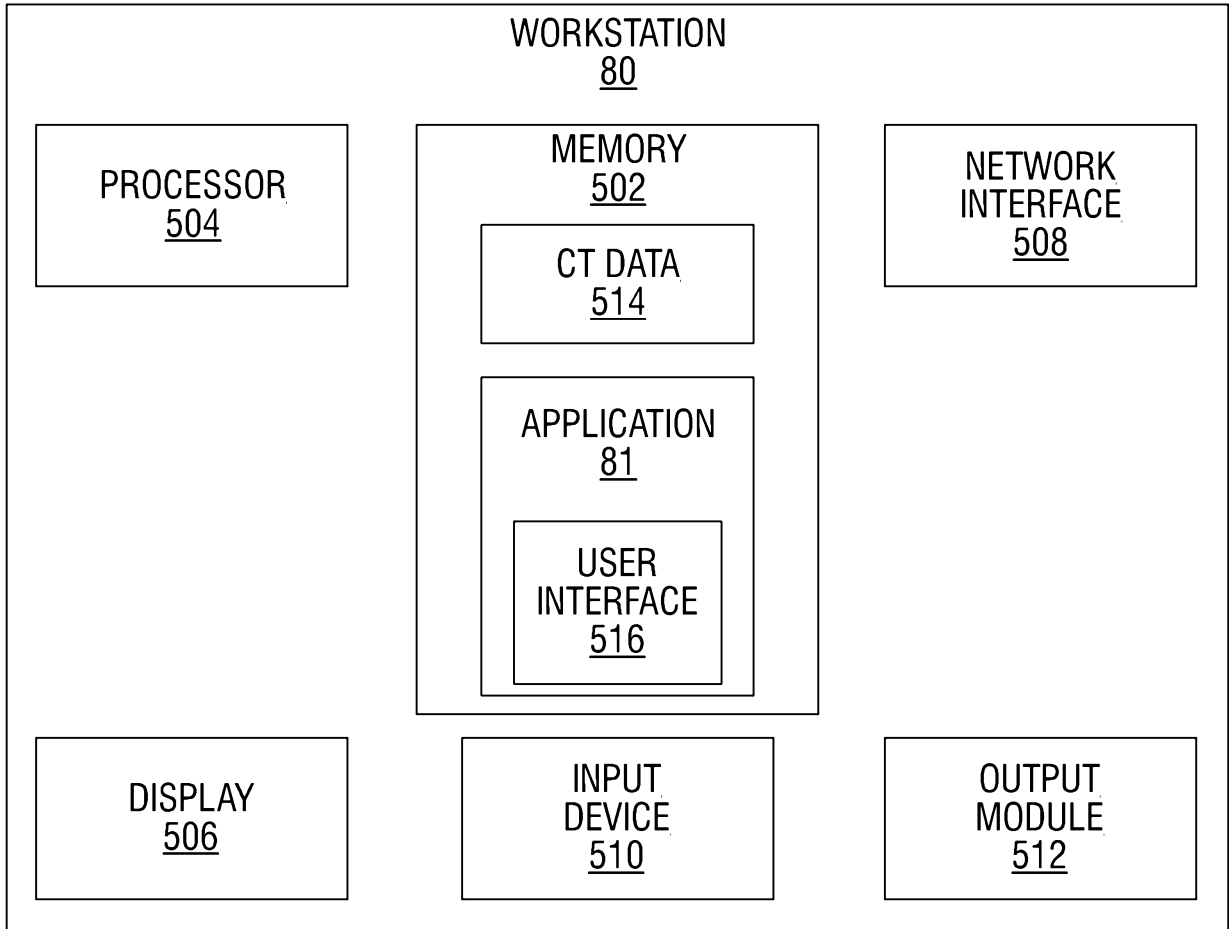 WORKSTATION
80
PROCESSOR
504
MEMORY
502
NETWORK
INTERFACE
508
CT DATA
514
APPLICATION
81
USER
INTERFACE
516
DISPLAY
506
INPUT
DEVICE
510
OUTPUT
MODULE
512